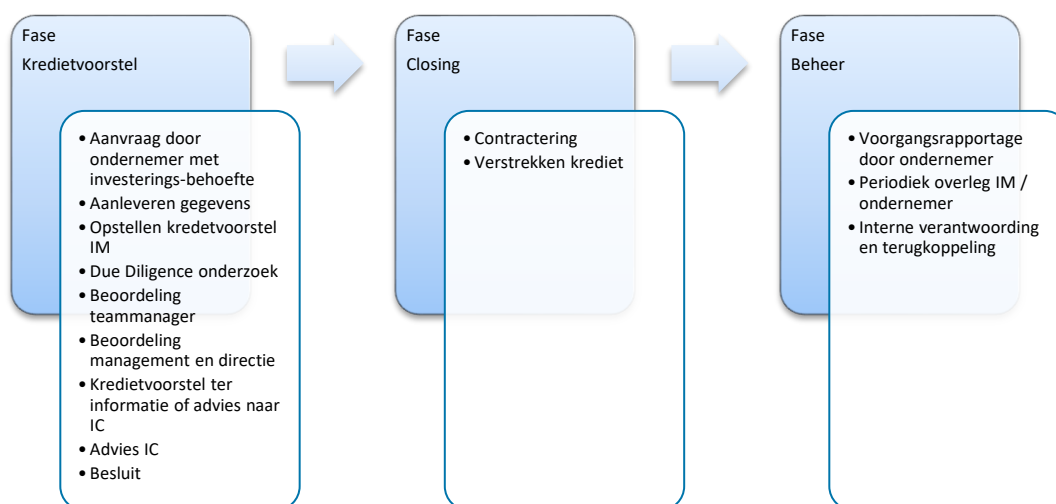 Fase
Kredietvoorstel
• Aanvraag door
ondernemer met
investerings-behoefte
• Aanleveren gegevens
• Opstellen kredetvoorstel
IM
• Due Diligence onderzoek
• Beoordeling
teammanager
• Beoordeling
management en directie
• Kredietvoorstel ter
informatie of advies naar
IC
• Advies IC
• Besluit
Fase
Closing
• Contractering
• Verstrekken krediet
Fase
Beheer
• Voorgangsrapportage
door ondernemer
• Periodiek overleg IM /
ondernemer
• Interne verantwoording
en terugkoppeling